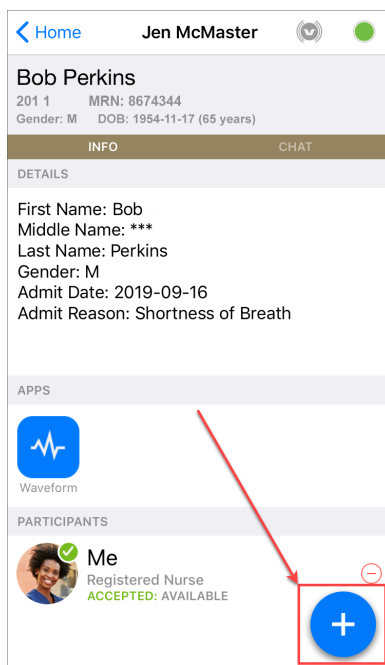 Home Jen McMaster
Bob Perkins
201 1 MRN: 8674344
Gender: M DOB: 1954-11-17 (65 years)
INFO CHAT
DETAILS
First Name: Bob
Middle Name: ***
Last Name: Perkins
Gender: M
Admit Date: 2019-09-16
Admit Reason: Shortness of Breath
APPS
Waveform
PARTICIPANTS
Me
Registered Nurse
ACCEPTED: AVAILABLE